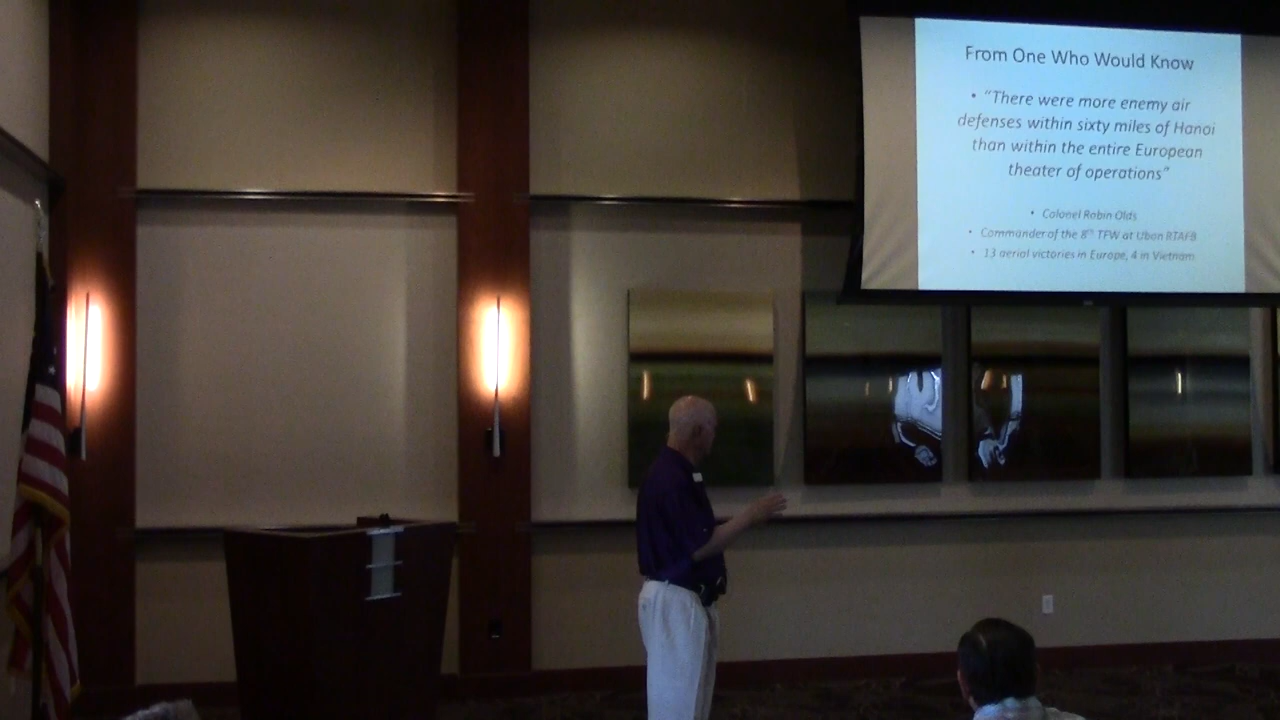 From One Who Would Know
• "There were more enemy air
defenses within sixty miles of Hanoi
than within the entire European
theater of operations"
• Colonel Robin Olds
• Commander of the 8th TFW at Ubon RTAFB
• 13 aerial victories in Europe, 4 in Vietnam